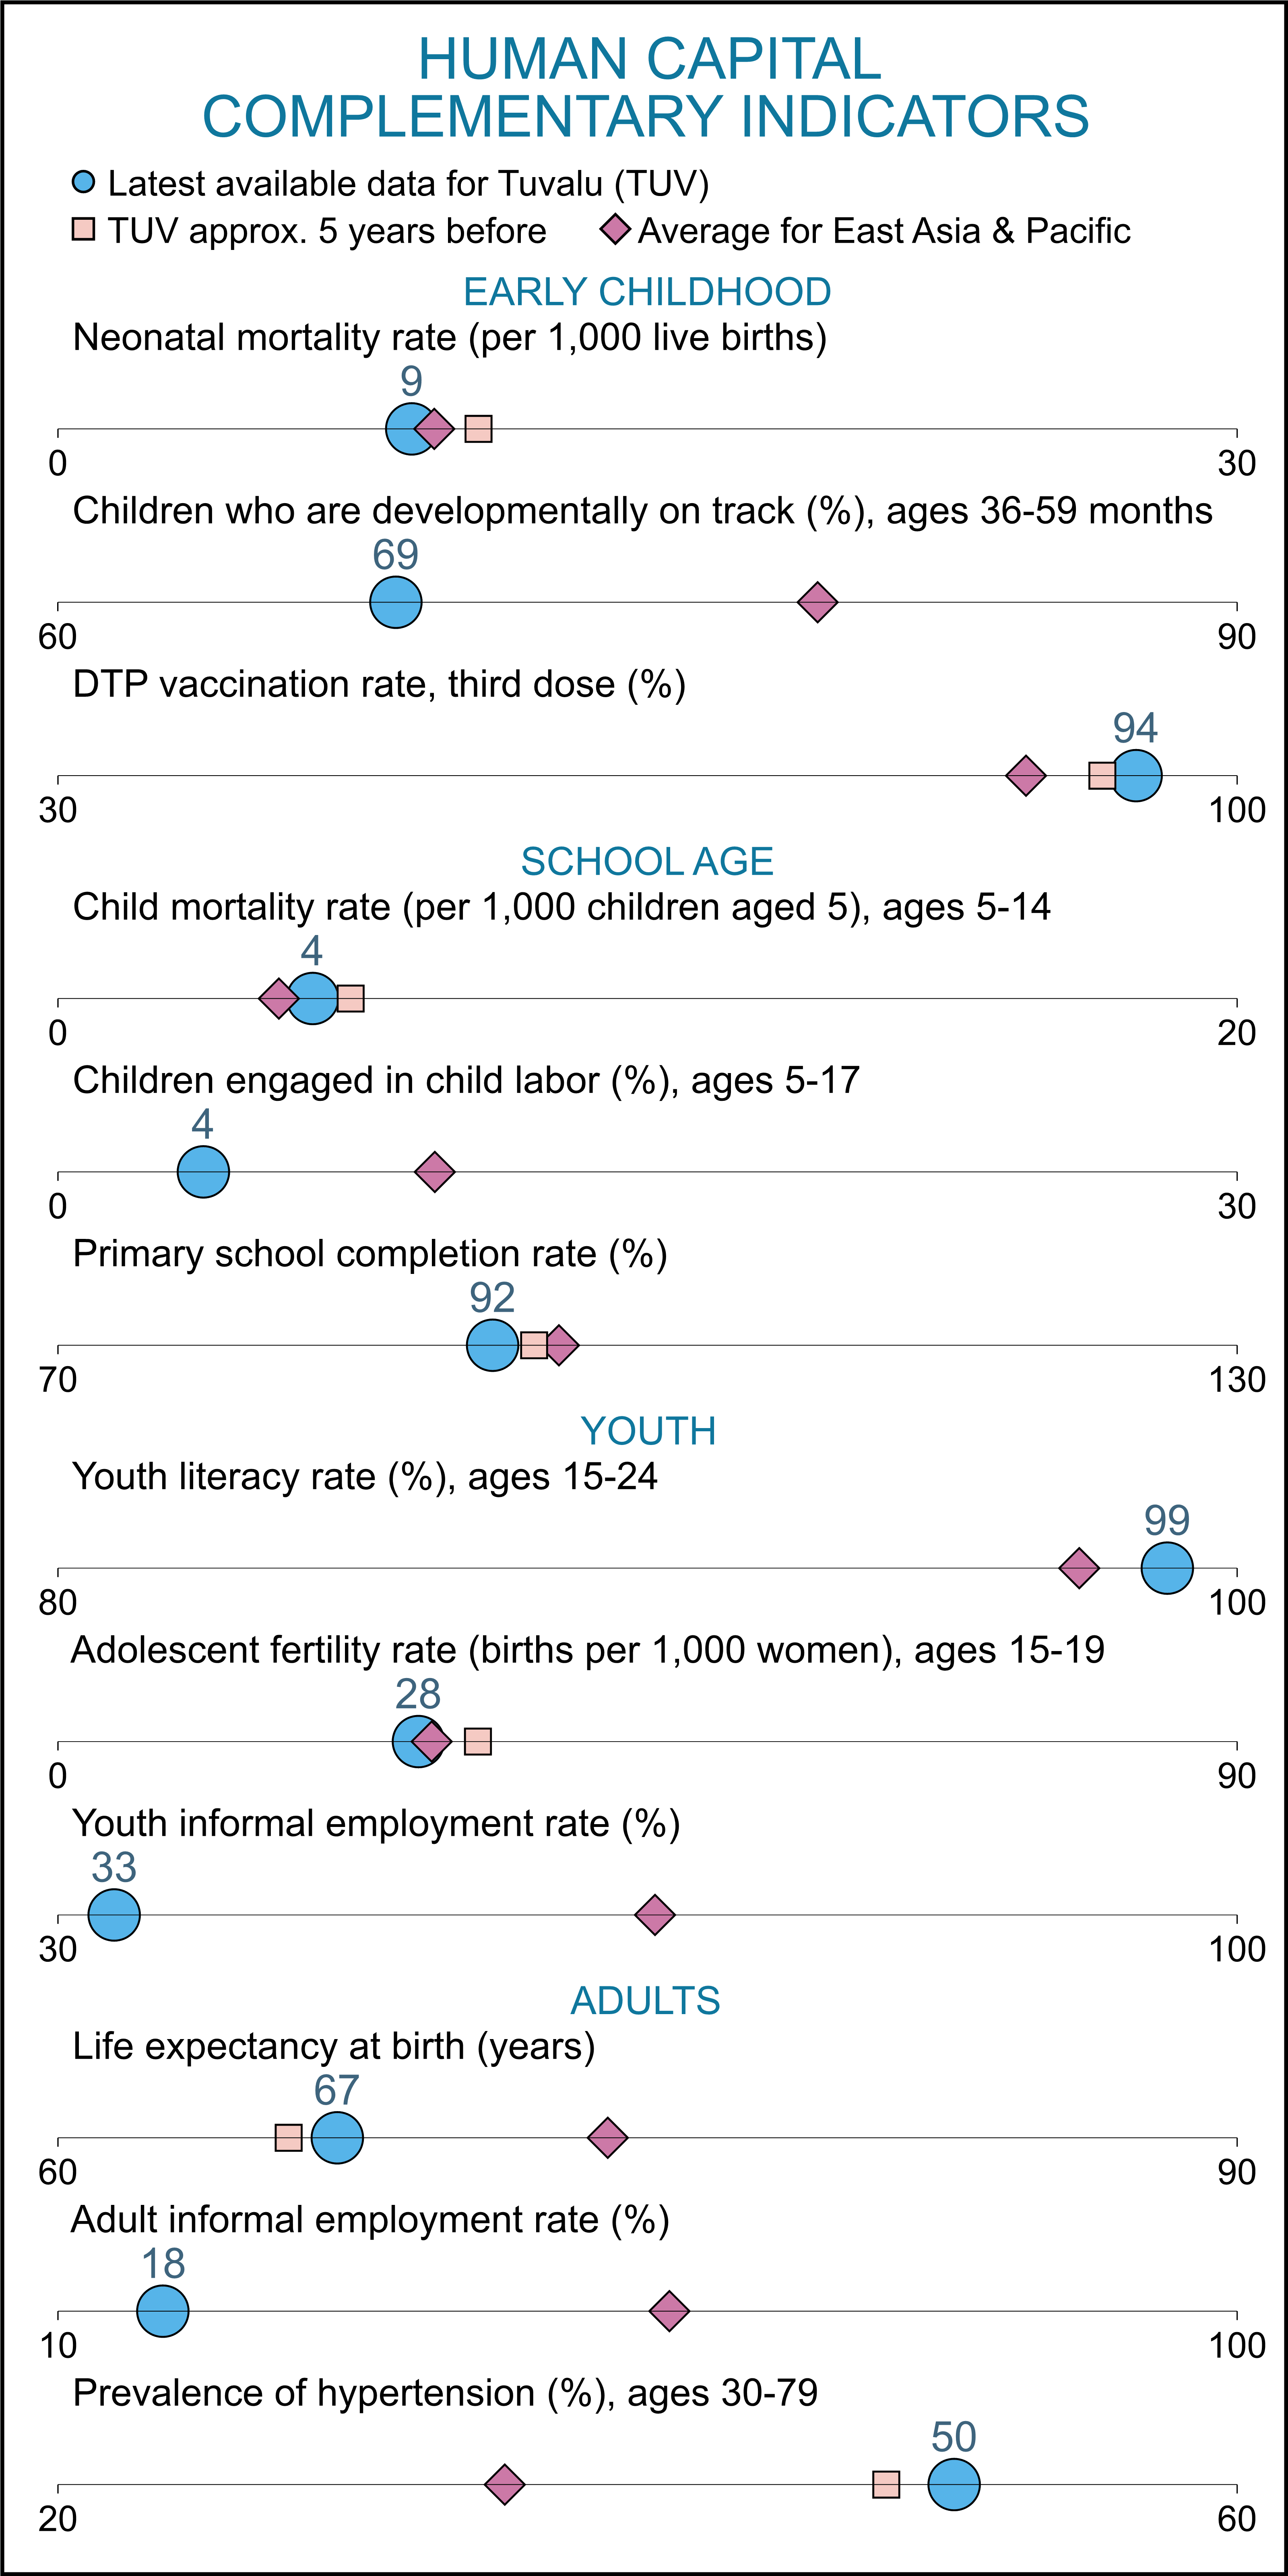 HUMAN CAPITAL
COMPLEMENTARY INDICATORS
Latest available data for Tuvalu (TUV)
TUV approx. 5 years before Average for East Asia & Pacific
EARLY CHILDHOOD
Neonatal mortality rate (per 1,000 live births)
9
0 30
Children who are developmentally on track (%), ages 36-59 months
69
60 90
DTP vaccination rate, third dose (%)
94
30 100
SCHOOL AGE
Child mortality rate (per 1,000 children aged 5), ages 5-14
4
0 20
Children engaged in child labor (%), ages 5-17
4
0 30
Primary school completion rate (%)
92
70 130
YOUTH
Youth literacy rate (%), ages 15-24
99
80 100
Adolescent fertility rate (births per 1,000 women), ages 15-19
28
0 90
Youth informal employment rate (%)
33
30 100
ADULTS
Life expectancy at birth (years)
67
60 90
Adult informal employment rate (%)
18
10 100
Prevalence of hypertension (%), ages 30-79
50
20 60